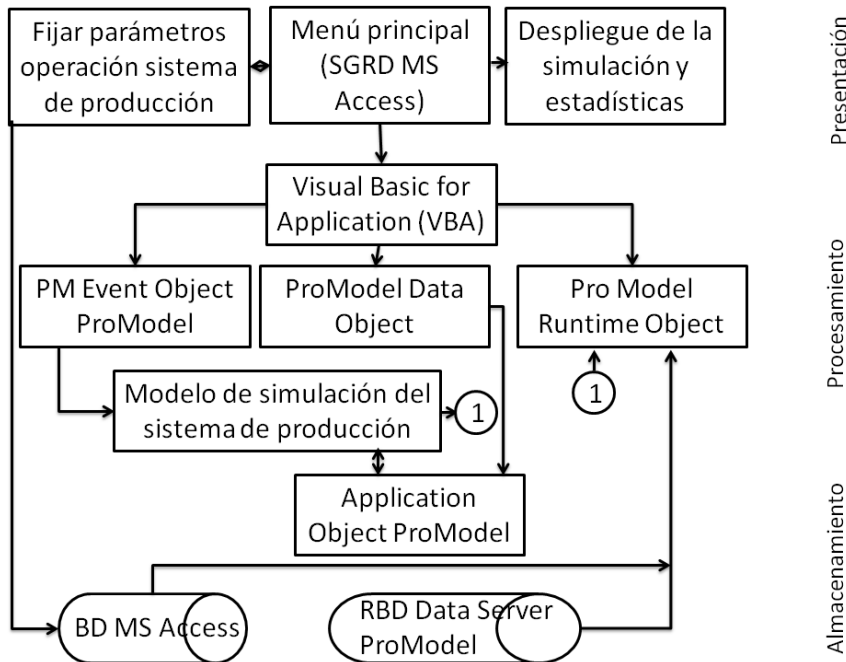 Fijar parámetros
operación sistema
de producción
Menú principal
(SGRD MS
Access)
Despliegue de la
simulación y
estadísticas
Presentación
Visual Basic for
Application (VBA)
PM Event Object
ProModel
ProModel Data
Object
Pro Model
Runtime Object
Procesamiento
Modelo de simulación del
sistema de producción
1
1
Application
Object ProModel
BD MS Access
RBD Data Server
ProModel
Almacenamiento